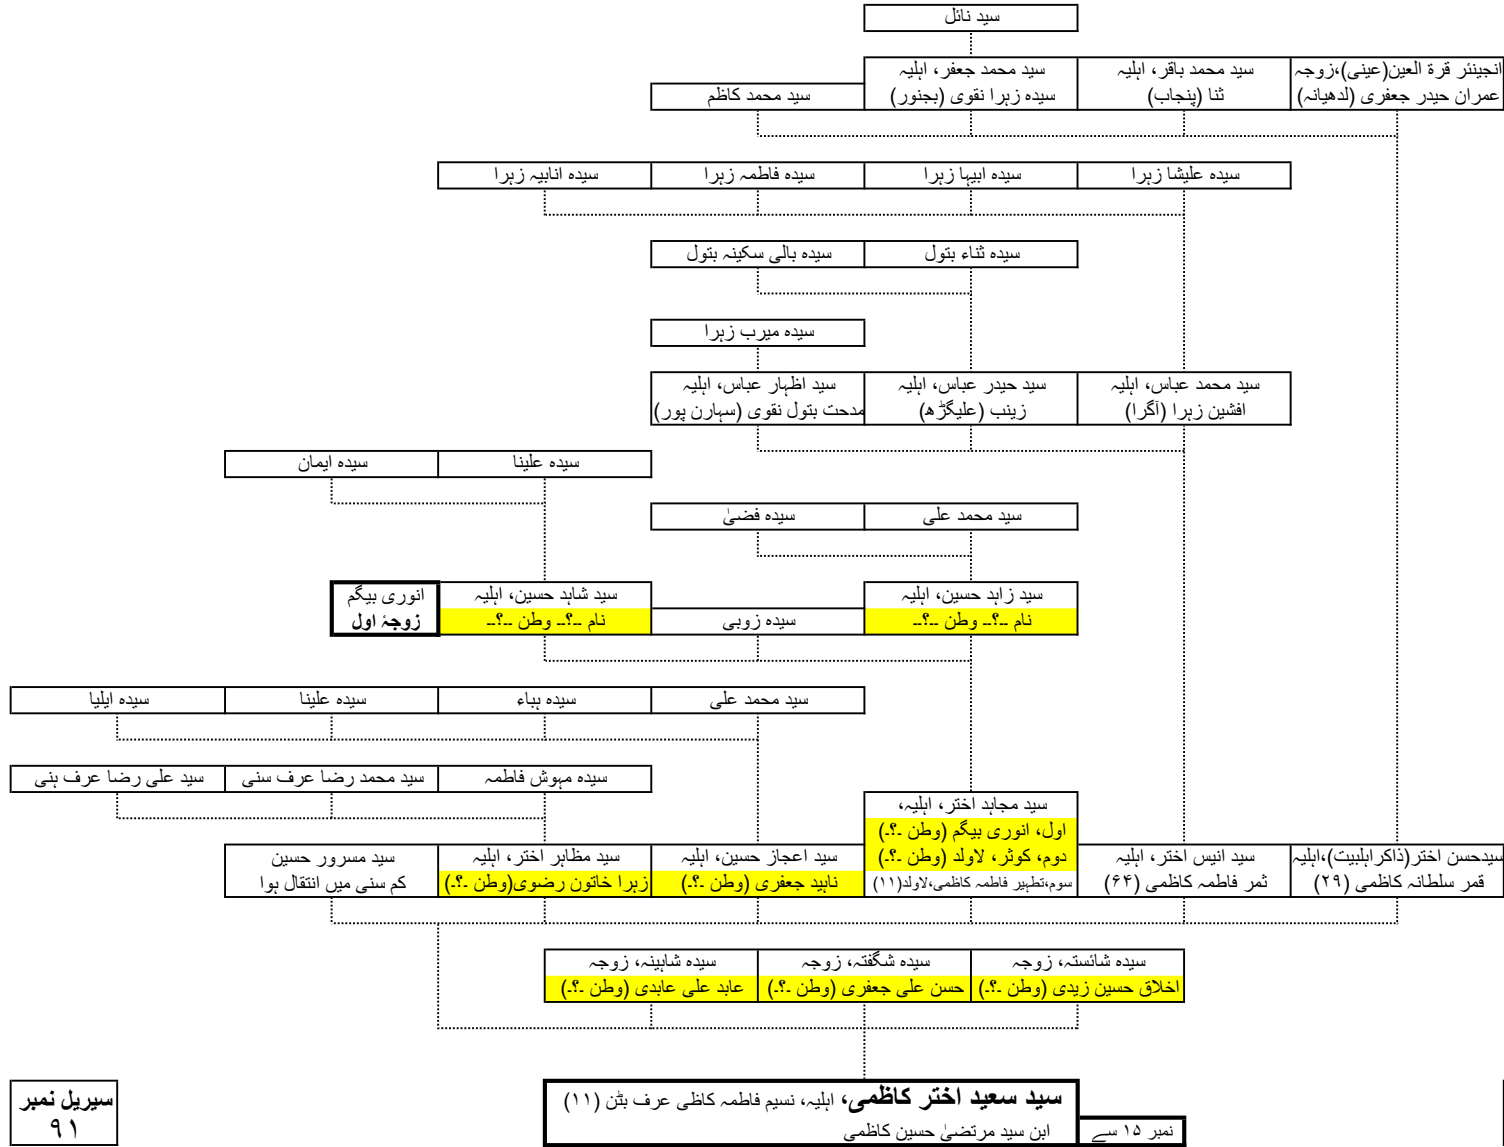 سید نائل
انجینئر قرۃ العین(عینی)،زوجہ
عمران حیدر جعفری (لدھیانہ)
سید محمد باقر، اہلیہ
ثنا (پنجاب)
سید محمد جعفر، اہلیہ
سیدہ زہرا نقوی (بجنور)
سید محمد کاظم
سیدہ علیشا زہرا
سیدہ ابیہا زہرا
سیدہ فاطمہ زہرا
سیدہ انابیہ زہرا
سیدہ ثناء بتول
سیدہ بالی سکینہ بتول
سیدہ میرب زہرا
سید محمد عباس، اہلیہ
افشین زہرا (آگرا)
سید حیدر عباس، اہلیہ
زینب (علیگڑھ)
سید اظہار عباس، اہلیہ
مدحت بتول نقوی (سہارن پور)
سیدہ علینا
سیدہ ایمان
سید محمد علی
سیدہ فضیٰ
سید زاہد حسین، اہلیہ
نام ۔۔؟۔۔ وطن ۔۔؟۔۔
سیدہ زوبی
سید شاہد حسین، اہلیہ
نام ۔۔؟۔۔ وطن ۔۔؟۔۔
انوری بیگم
زوجۂ اول
سید محمد علی
سیدہ ہباء
سیدہ علینا
سیدہ ایلیا
سیدہ مہوش فاطمہ
سید محمد رضا عرف سنی
سید علی رضا عرف ہنی
سیدحسن اختر(ذاکراہلبیت)،اہلیہ
قمر سلطانہ کاظمی (۲۹)
سید انیس اختر، اہلیہ
ثمر فاطمہ کاظمی (۶۴)
سید مجاہد اختر، اہلیہ،
اول، انوری بیگم (وطن ۔؟۔)
دوم، کوثر، لاولد (وطن ۔؟۔)
سوم،تطہیر فاطمہ کاظمی،لاولد(۱۱)
سید اعجاز حسین، اہلیہ
ناہید جعفری (وطن ۔؟۔)
سید مظاہر اختر، اہلیہ
زہرا خاتون رضوی(وطن ۔؟۔)
سید مسرور حسین
کم سنی میں انتقال ہوا
سیدہ شائستہ، زوجہ
اخلاق حسین زیدی (وطن ۔؟۔)
سیدہ شگفتہ، زوجہ
حسن علی جعفری (وطن ۔؟۔)
سیدہ شاہینہ، زوجہ
عابد علی عابدی (وطن ۔؟۔)
سید سعید اختر کاظمی، اہلیہ، نسیم فاطمہ کاظی عرف بٹن (۱۱)
نمبر ۱۵ سے
ابن سید مرتضیٰ حسین کاظمی
سیریل نمبر
۹۱